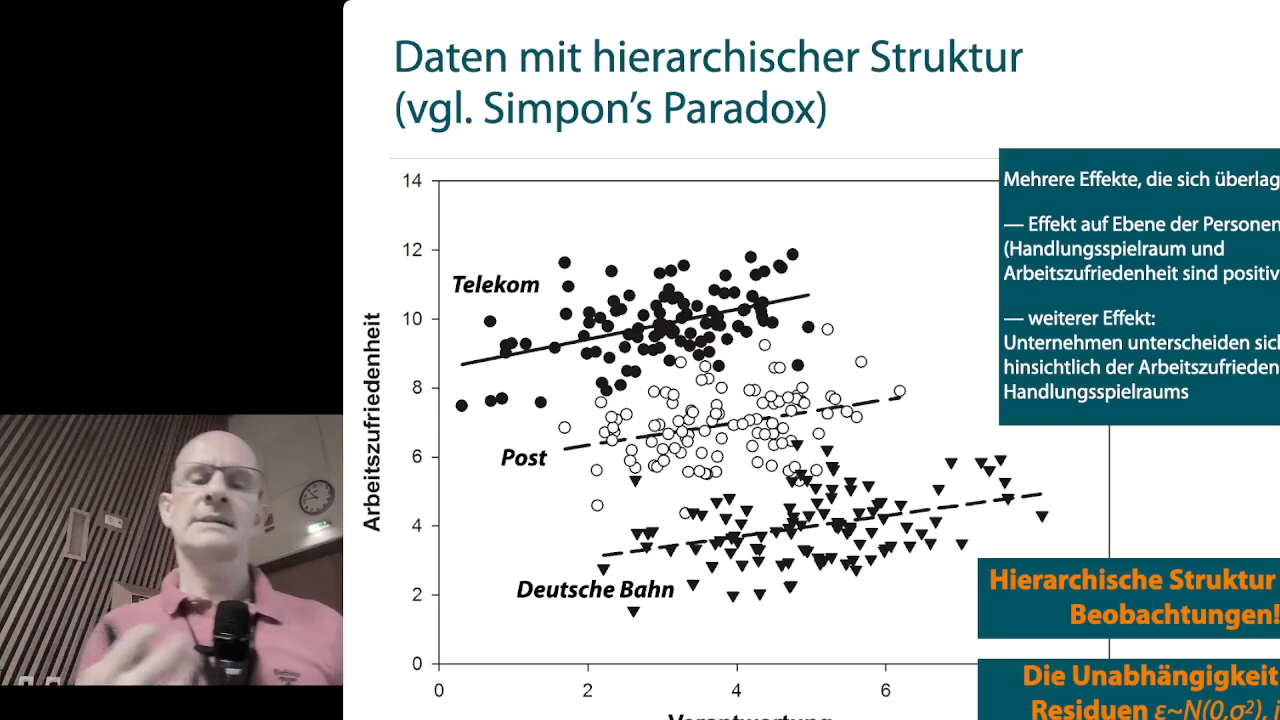 Daten mit hierarchischer Struktur
(vgl. Simpon's Paradox)
Mehrere Effekte, die sich überlag
— Effekt auf Ebene der Personen
(Handlungsspielraum und
Arbeitszufriedenheit sind positiv
— weiterer Effekt:
Unternehmen unterscheiden sich
hinsichtlich der Arbeitszufrieden
Handlungsspielraums
14
12
10
8
6
4
2
0
Arbeitszufriedenheit
Telekom
Post
Deutsche Bahn
0
2
4
6
Verantwortung
Hierarchische Struktur
Beobachtungen!
Die Unabhängigkeit
Residuen ε~N(0,σ²), i